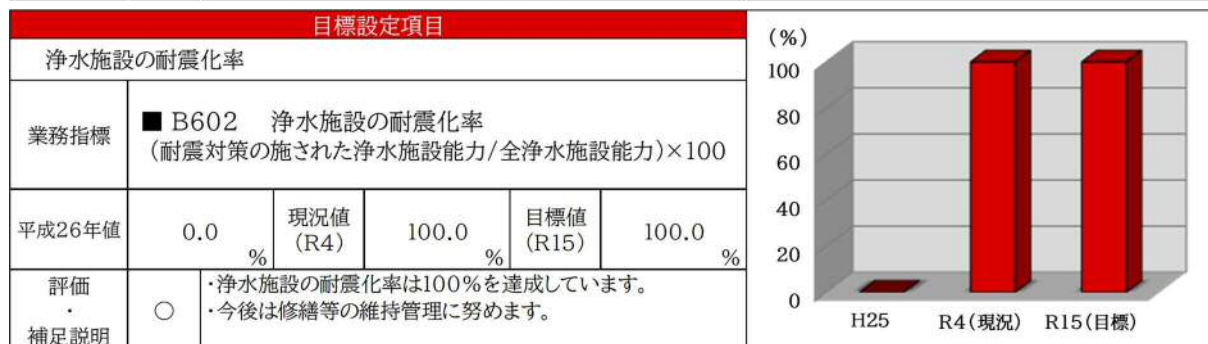 目標設定項目
浄水施設の耐震化率
業務指標
■ B602 浄水施設の耐震化率
(耐震対策の施された浄水施設能力/全浄水施設能力)×100
平成26年値
0.0
%
現況値
(R4)
100.0
%
目標値
(R15)
100.0
%
評価
・
補足説明
○
・浄水施設の耐震化率は100%を達成しています。
・今後は修繕等の維持管理に努めます。
(%)
100
80
60
40
20
0
H25
R4(現況)
R15(目標)